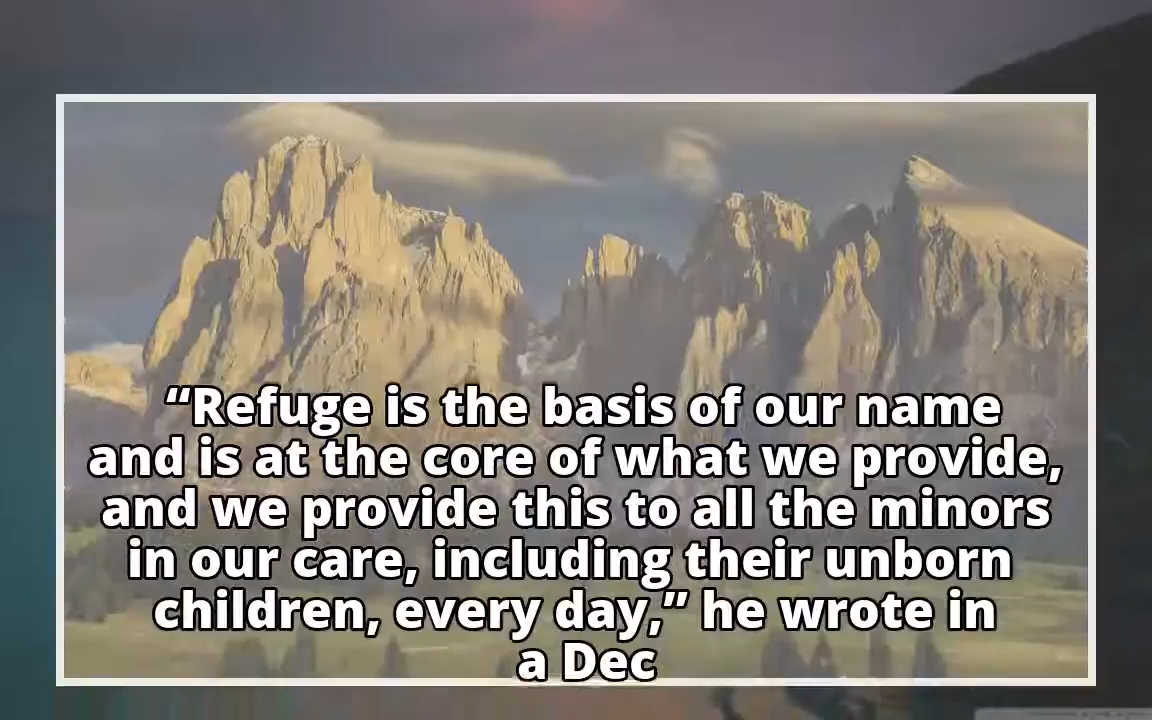 “Refuge is the basis of our name
and is at the core of what we provide,
and we provide this to all the minors
in our care, including their unborn
children, every day,” he wrote in
a Dec